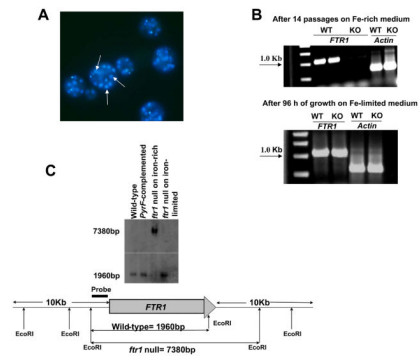 A
B
After 14 passages on Fe-rich medium
WT KO WT KO
FTR1 Actin
1.0 Kb
After 96 h of growth on Fe-limited medium
WT KO WT KO
FTR1 Actin
1.0 Kb
C
Wild-type
PyrF-complemented
ftr1 null on iron-rich
ftr1 null on iron-limited
7380bp
1960bp
Probe
10Kb FTR1 10Kb
EcoRI EcoRI EcoRI EcoRI EcoRI EcoRI
Wild-type= 1960bp
ftr1 null= 7380bp